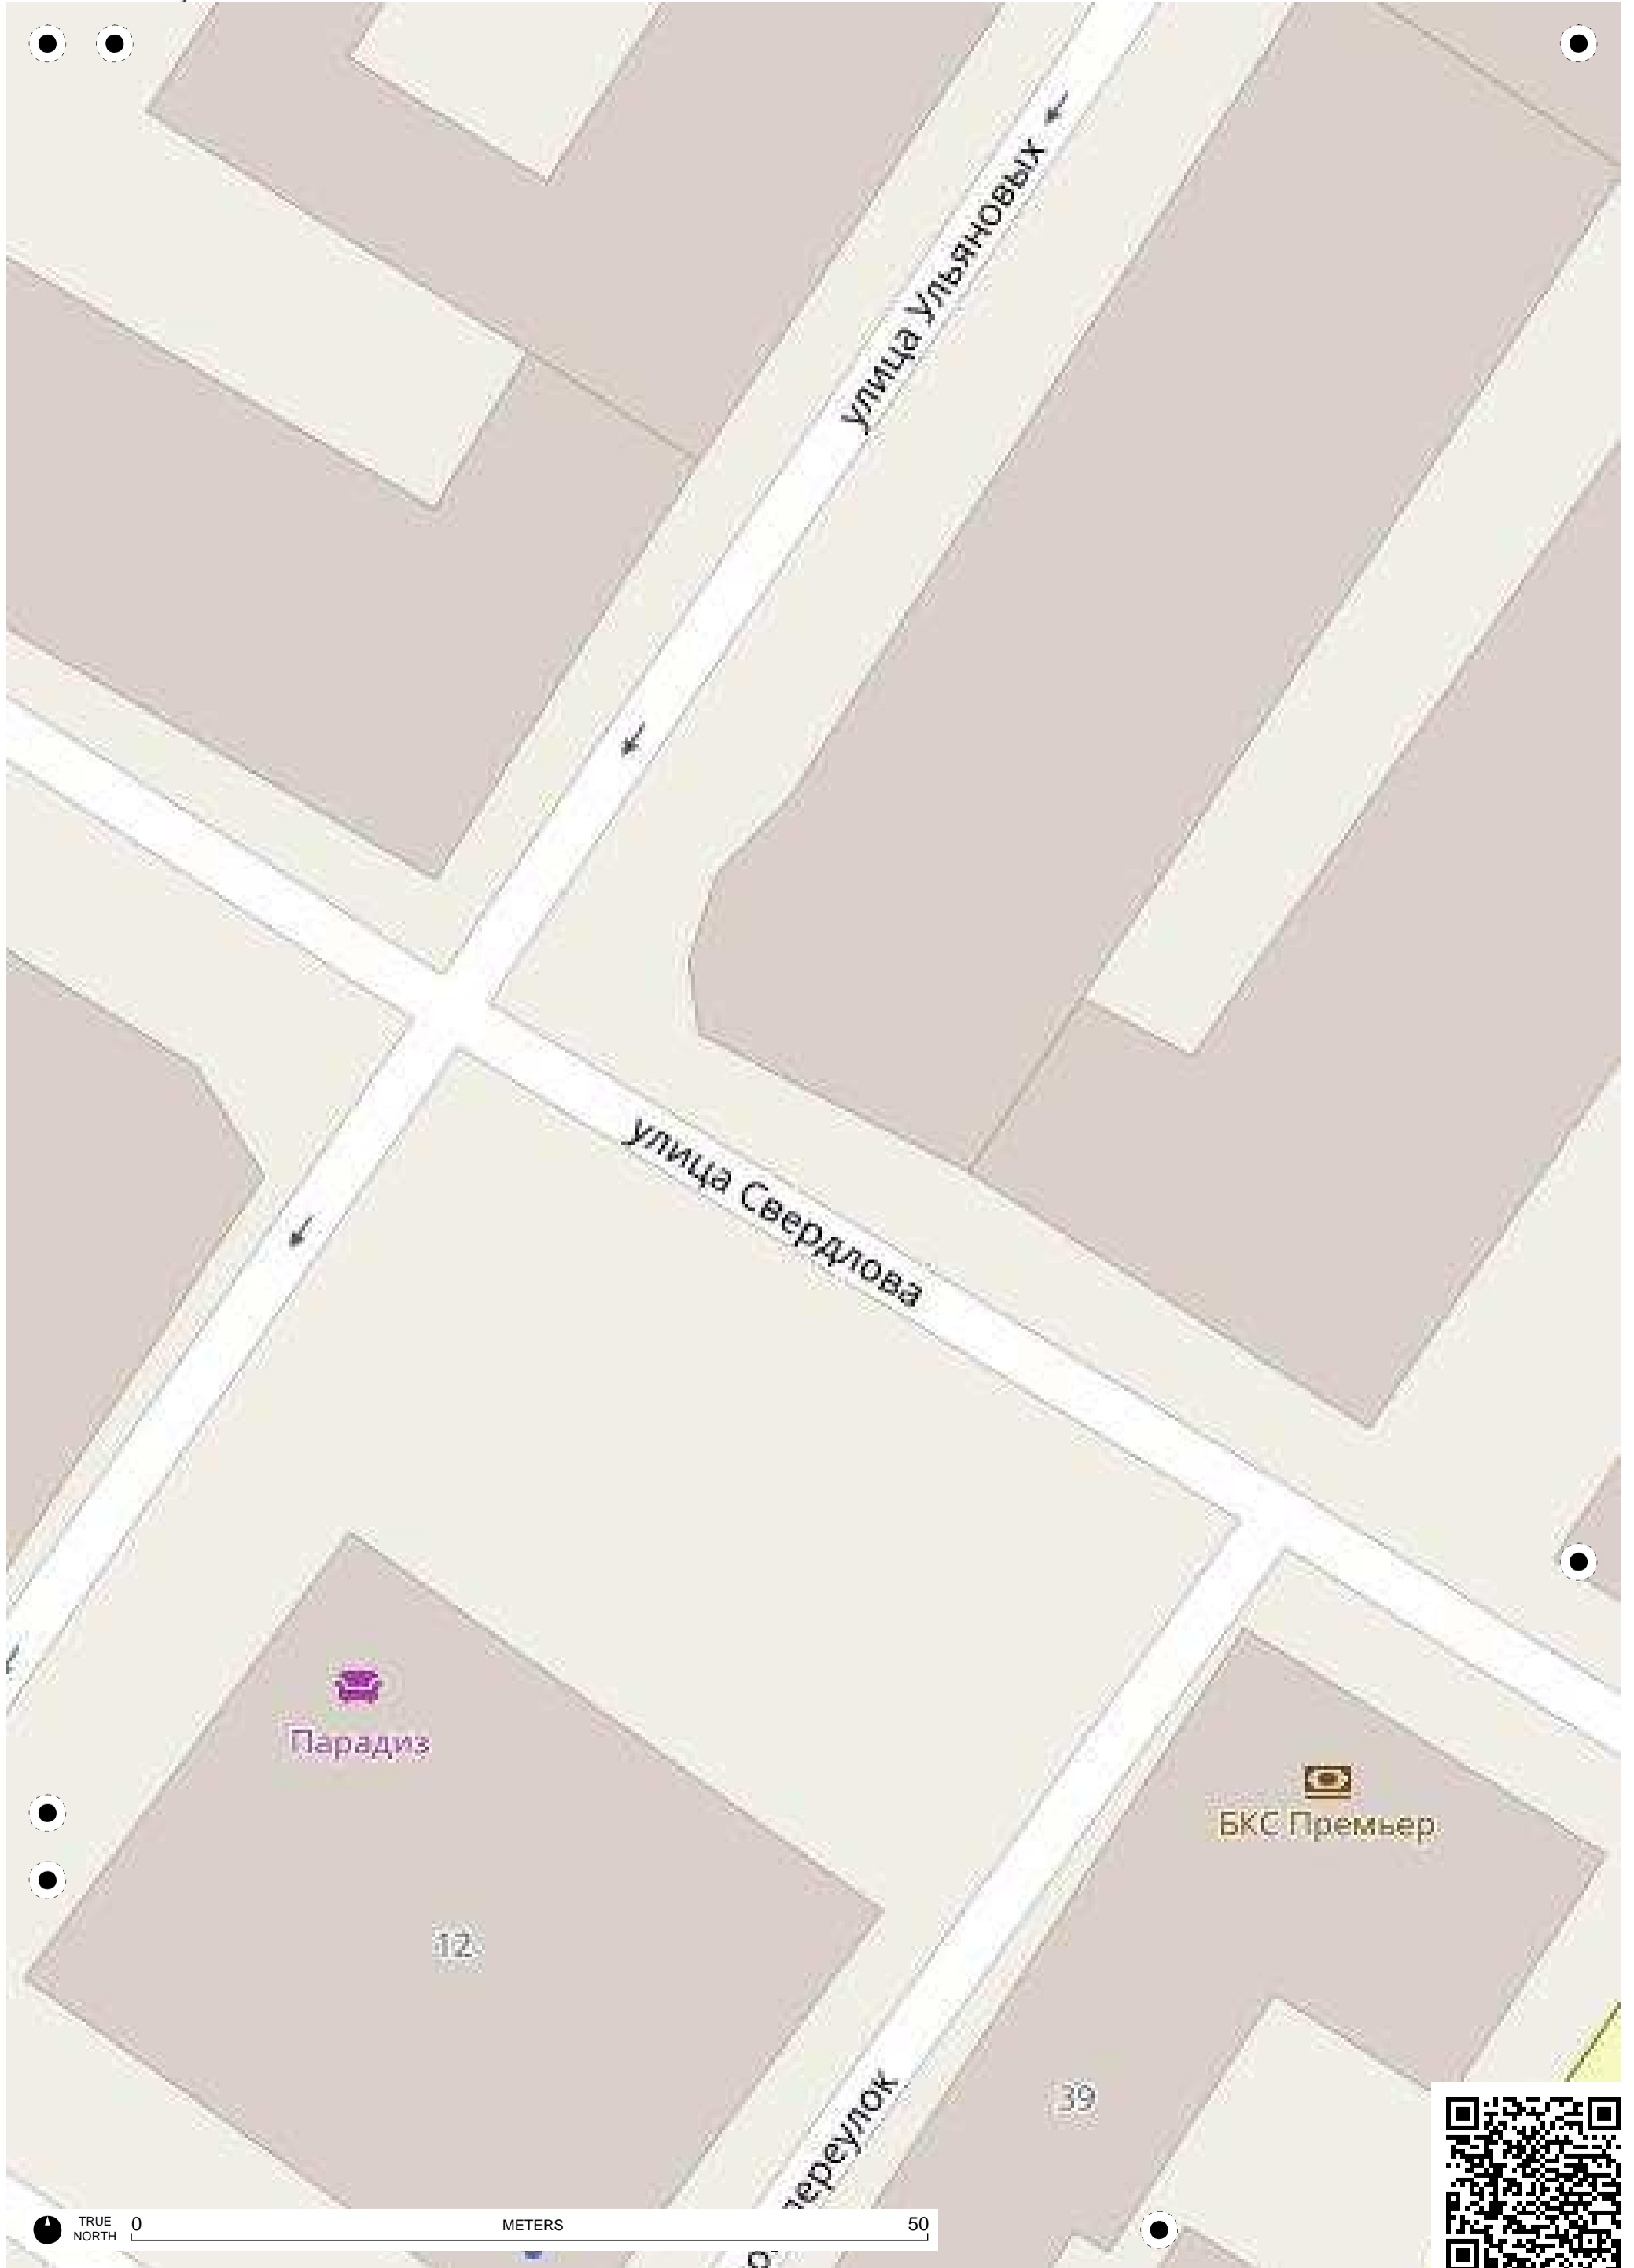 улица Ульяновых
улица Свердлова
Парадиз
БКС Премьер
12
39
переулок
TRUE
NORTH
0
METERS
50